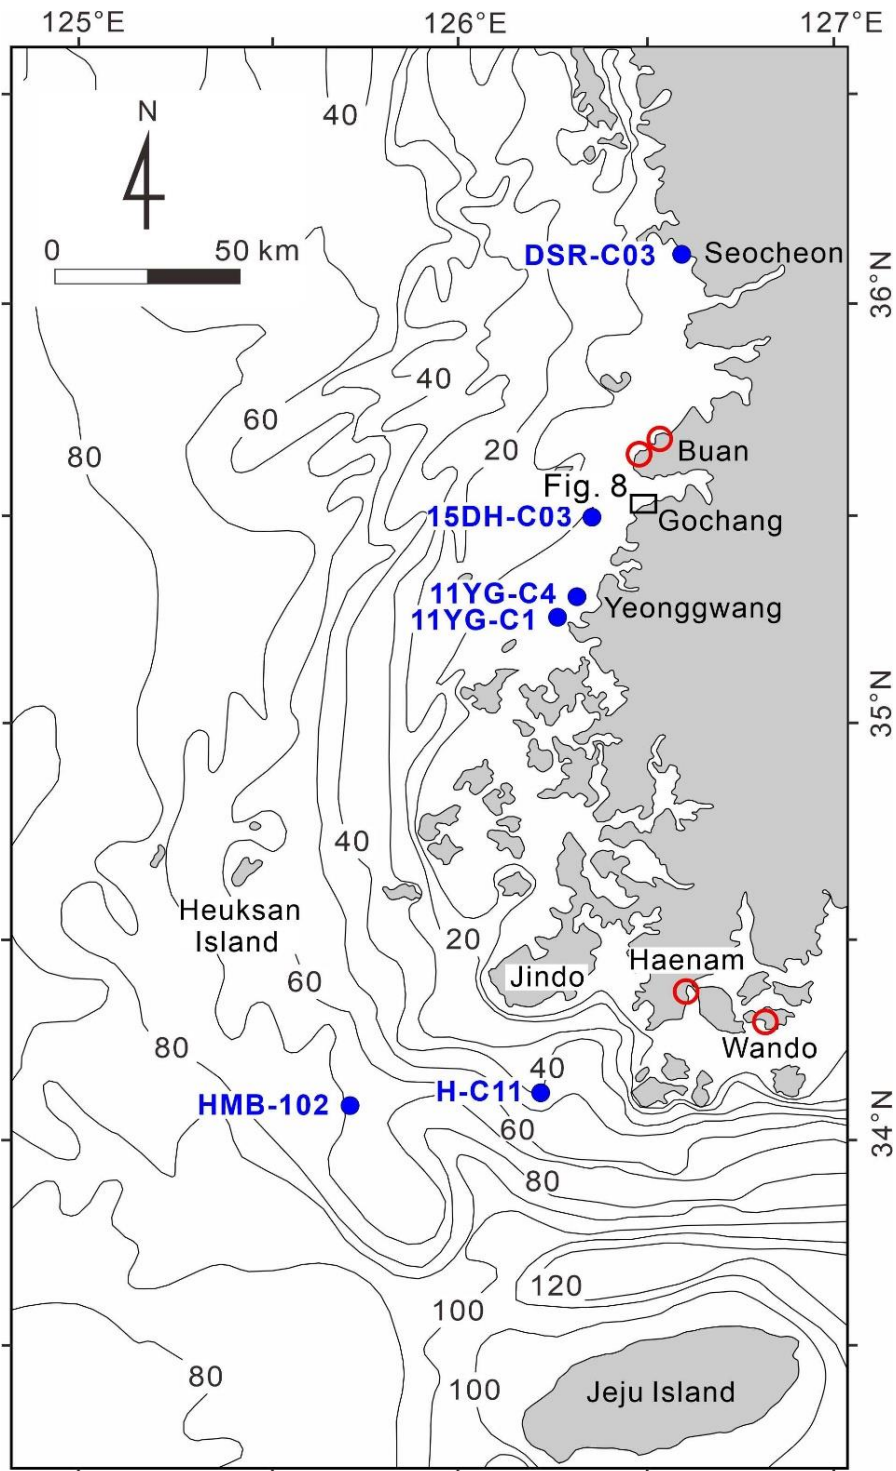 125°E
126°E
127°E
40
N
0
50 km
DSR-C03
Seocheon
36°N
40
60
80
20
Buan
Fig. 8
15DH-C03
Gochang
11YG-C4
Yeonggwang
11YG-C1
35°N
40
Heuksan
Island
20
Haenam
Jindo
60
80
Wando
40
H-C11
HMB-102
60
34°N
80
120
100
80
100
Jeju Island